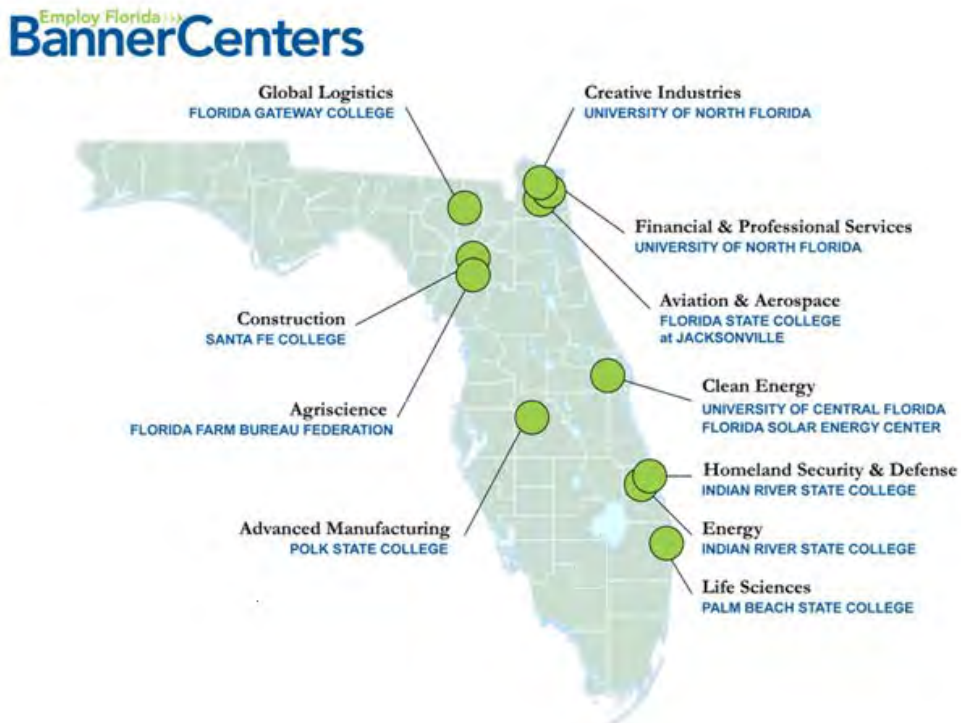 Employ Florida
BannerCenters
Global Logistics
FLORIDA GATEWAY COLLEGE
Creative Industries
UNIVERSITY OF NORTH FLORIDA
Financial & Professional Services
UNIVERSITY OF NORTH FLORIDA
Aviation & Aerospace
FLORIDA STATE COLLEGE
at JACKSONVILLE
Construction
SANTA FE COLLEGE
Agriscience
FLORIDA FARM BUREAU FEDERATION
Clean Energy
UNIVERSITY OF CENTRAL FLORIDA
FLORIDA SOLAR ENERGY CENTER
Homeland Security & Defense
INDIAN RIVER STATE COLLEGE
Advanced Manufacturing
POLK STATE COLLEGE
Energy
INDIAN RIVER STATE COLLEGE
Life Sciences
PALM BEACH STATE COLLEGE